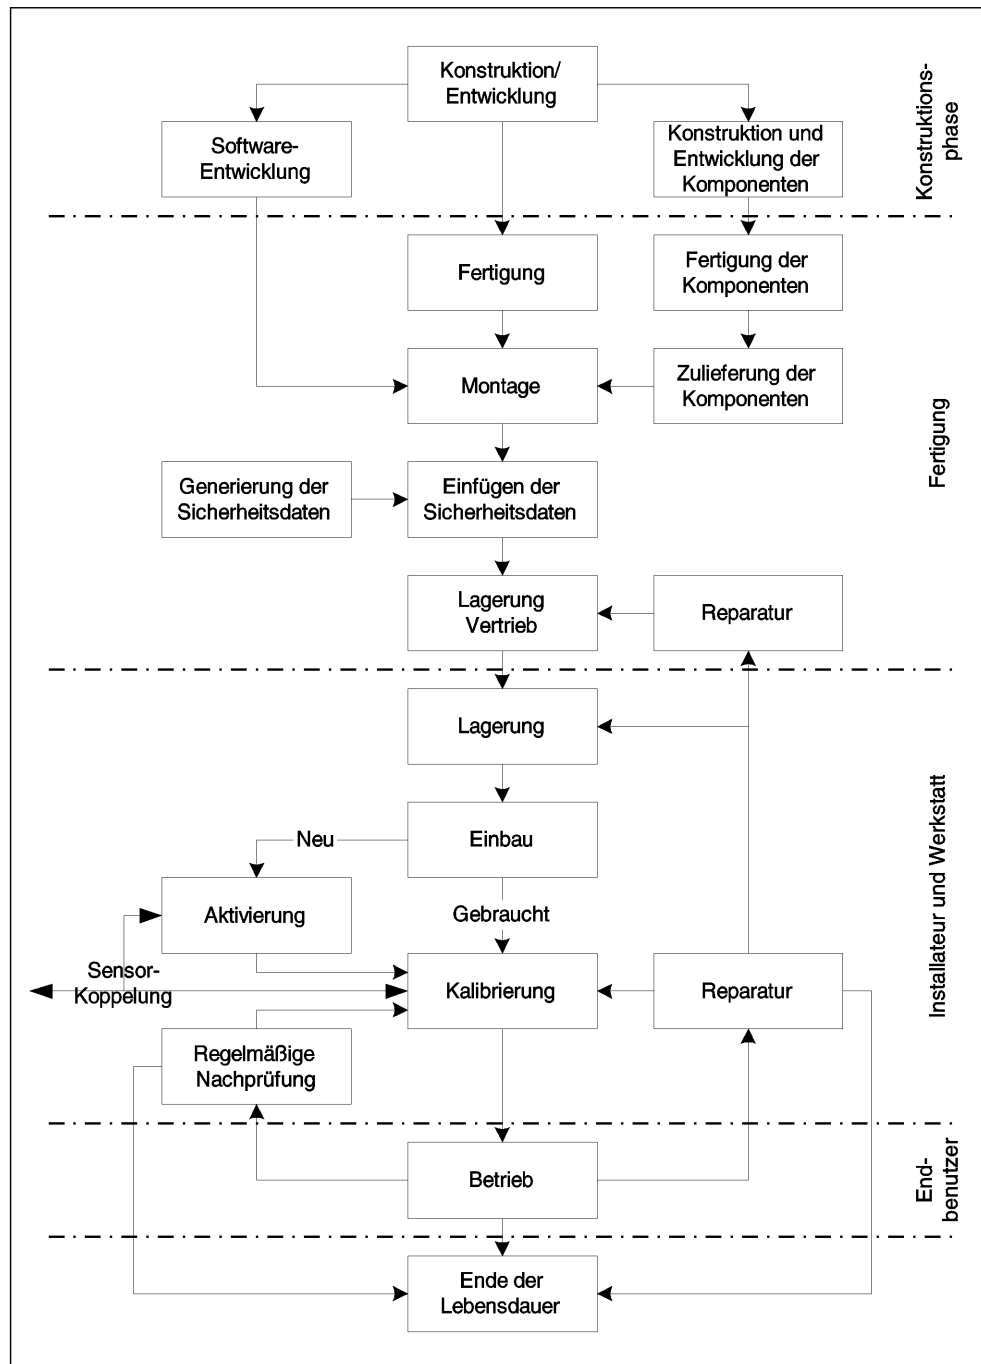 Konstruktion/
Entwicklung
Software-
Entwicklung
Konstruktion und
Entwicklung der
Komponenten
Konstruktions-
phase
Fertigung
Fertigung der
Komponenten
Montage
Zulieferung der
Komponenten
Generierung der
Sicherheitsdaten
Einfügen der
Sicherheitsdaten
Lagerung
Vertrieb
Reparatur
Fertigung
Lagerung
Einbau
Neu
Aktivierung
Gebraucht
Sensor-
Koppelung
Kalibrierung
Reparatur
Regelmäßige
Nachprüfung
Installateur und Werkstatt
Betrieb
End-
benutzer
Ende der
Lebensdauer